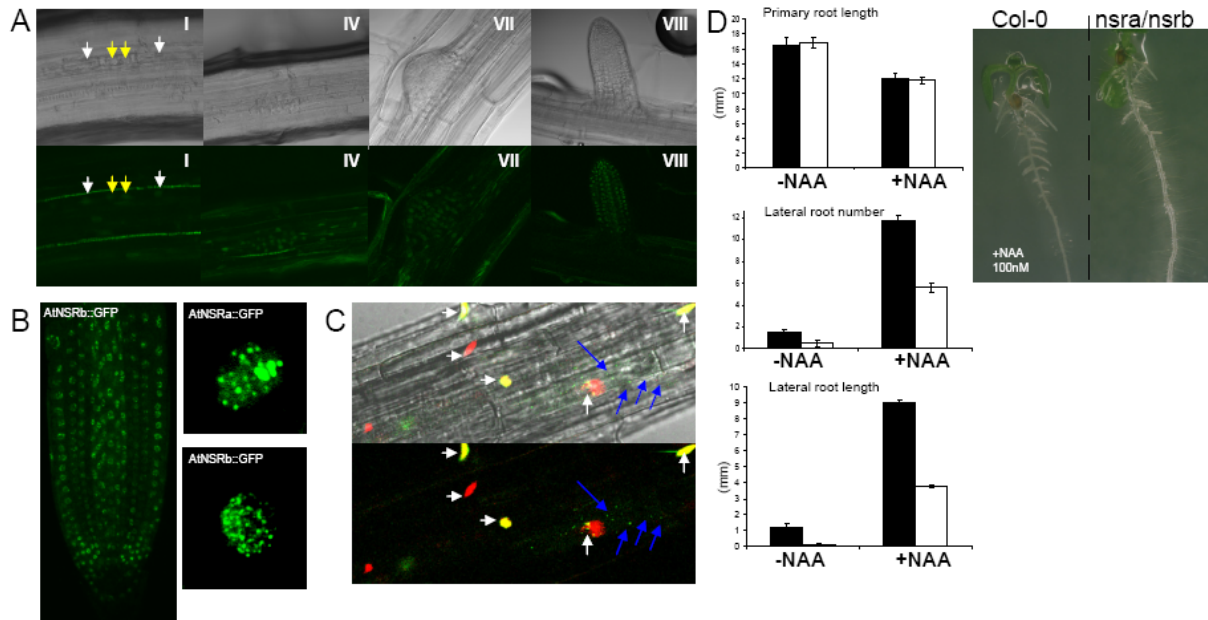 A
I
IV
VII
VIII
I
IV
VII
VIII
B
AtNSRb::GFP
AtNSRa::GFP
AtNSRb::GFP
C
D
Primary root length
(mm)
20
18
16
14
12
10
8
6
4
2
0
-NAA
+NAA
Lateral root number
12
10
8
6
4
2
0
-NAA
+NAA
Lateral root length
(mm)
10
9
8
7
6
5
4
3
2
1
0
-NAA
+NAA
Col-0
nsra/nsrb
+NAA
100nM